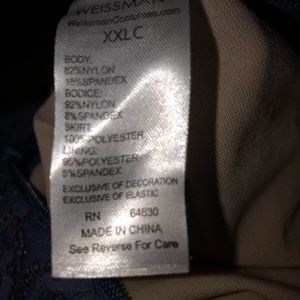 WEISSMAN
WeissmanCostumes.com
XXLC
BODY:
82%NYLON
18%SPANDEX
BODICE:
92%NYLON
8%SPANDEX
SKIRT:
100%POLYESTER
LINING:
95%POLYESTER
5%SPANDEX
EXCLUSIVE OF DECORATION
EXCLUSIVE OF ELASTIC
RN 64630
MADE IN CHINA
See Reverse For Care